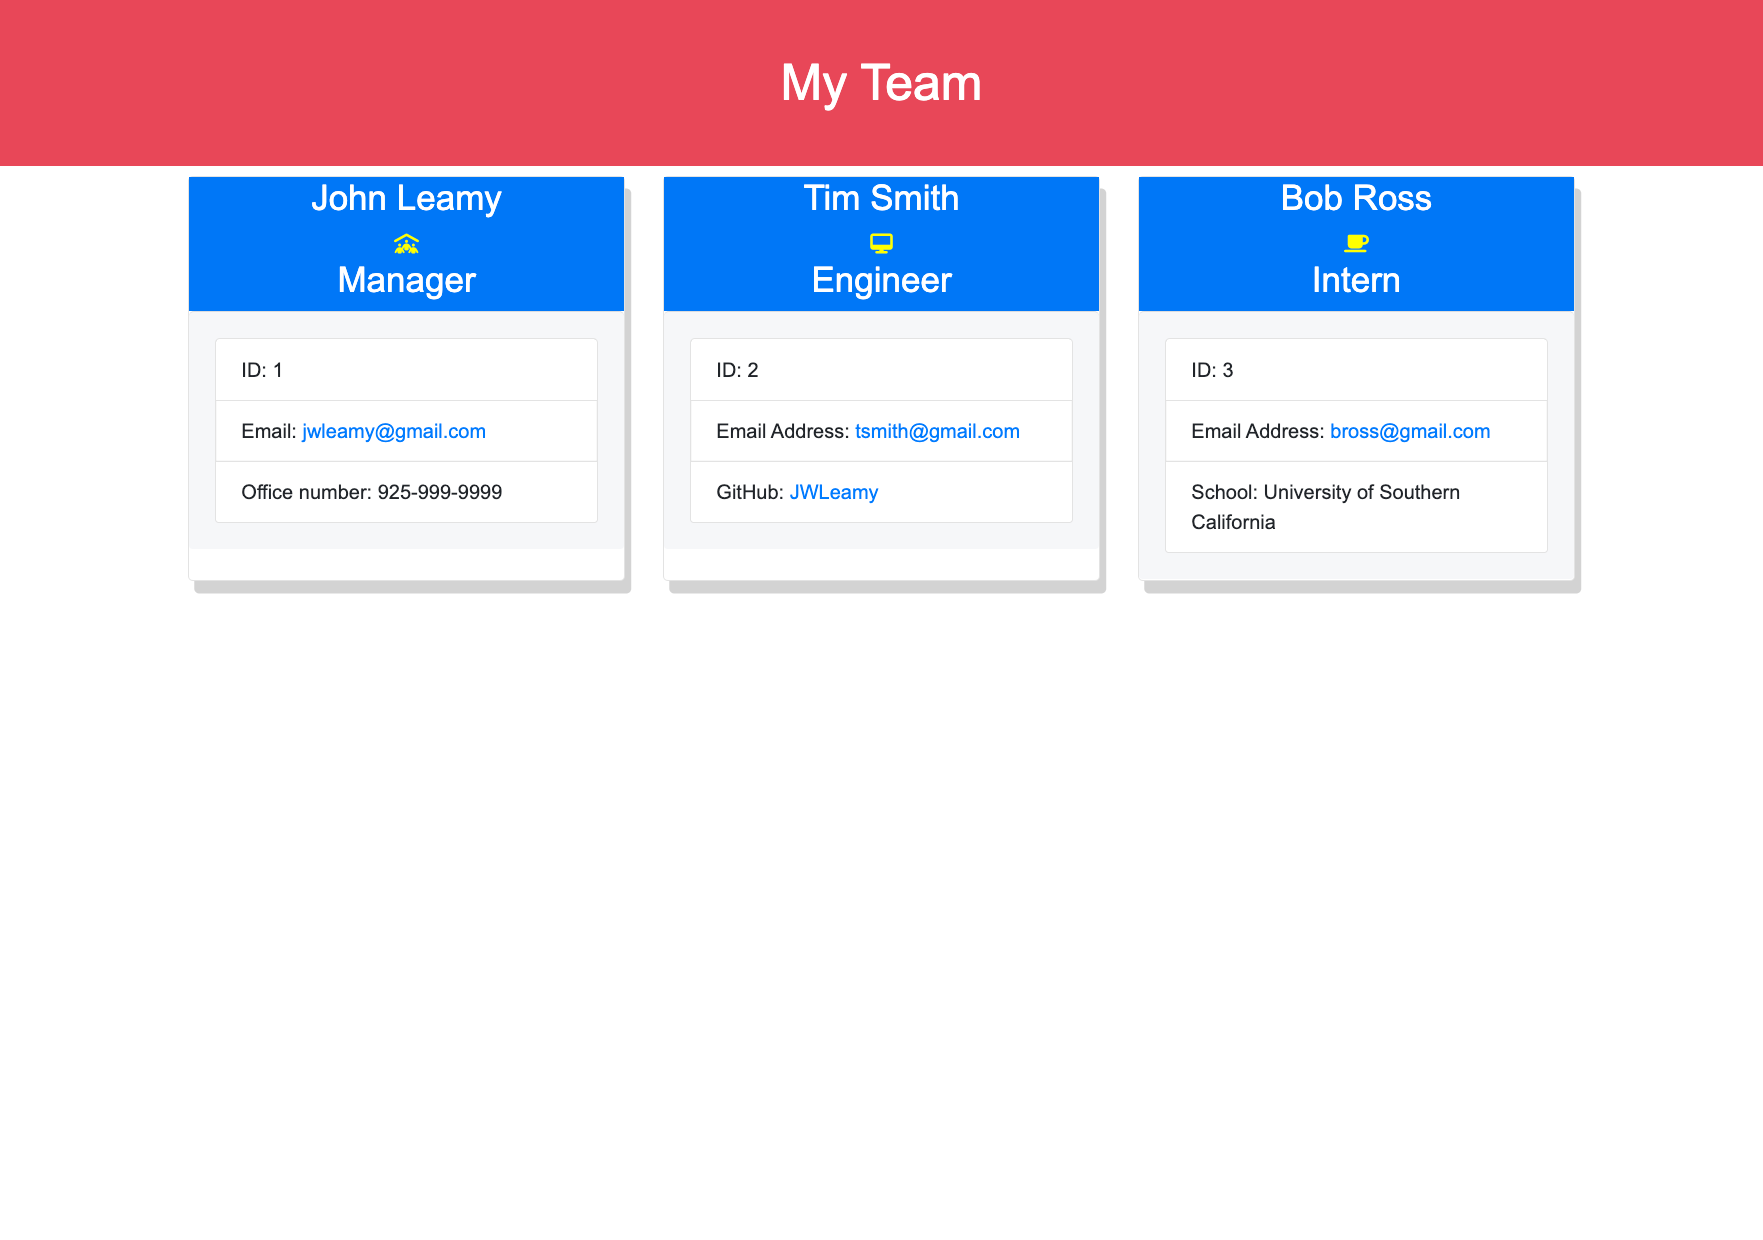 My Team
John Leamy
Manager
ID: 1
Email: jwleamy@gmail.com
Office number: 925-999-9999
Tim Smith
Engineer
ID: 2
Email Address: tsmith@gmail.com
GitHub: JWLeamy
Bob Ross
Intern
ID: 3
Email Address: bross@gmail.com
School: University of Southern
California